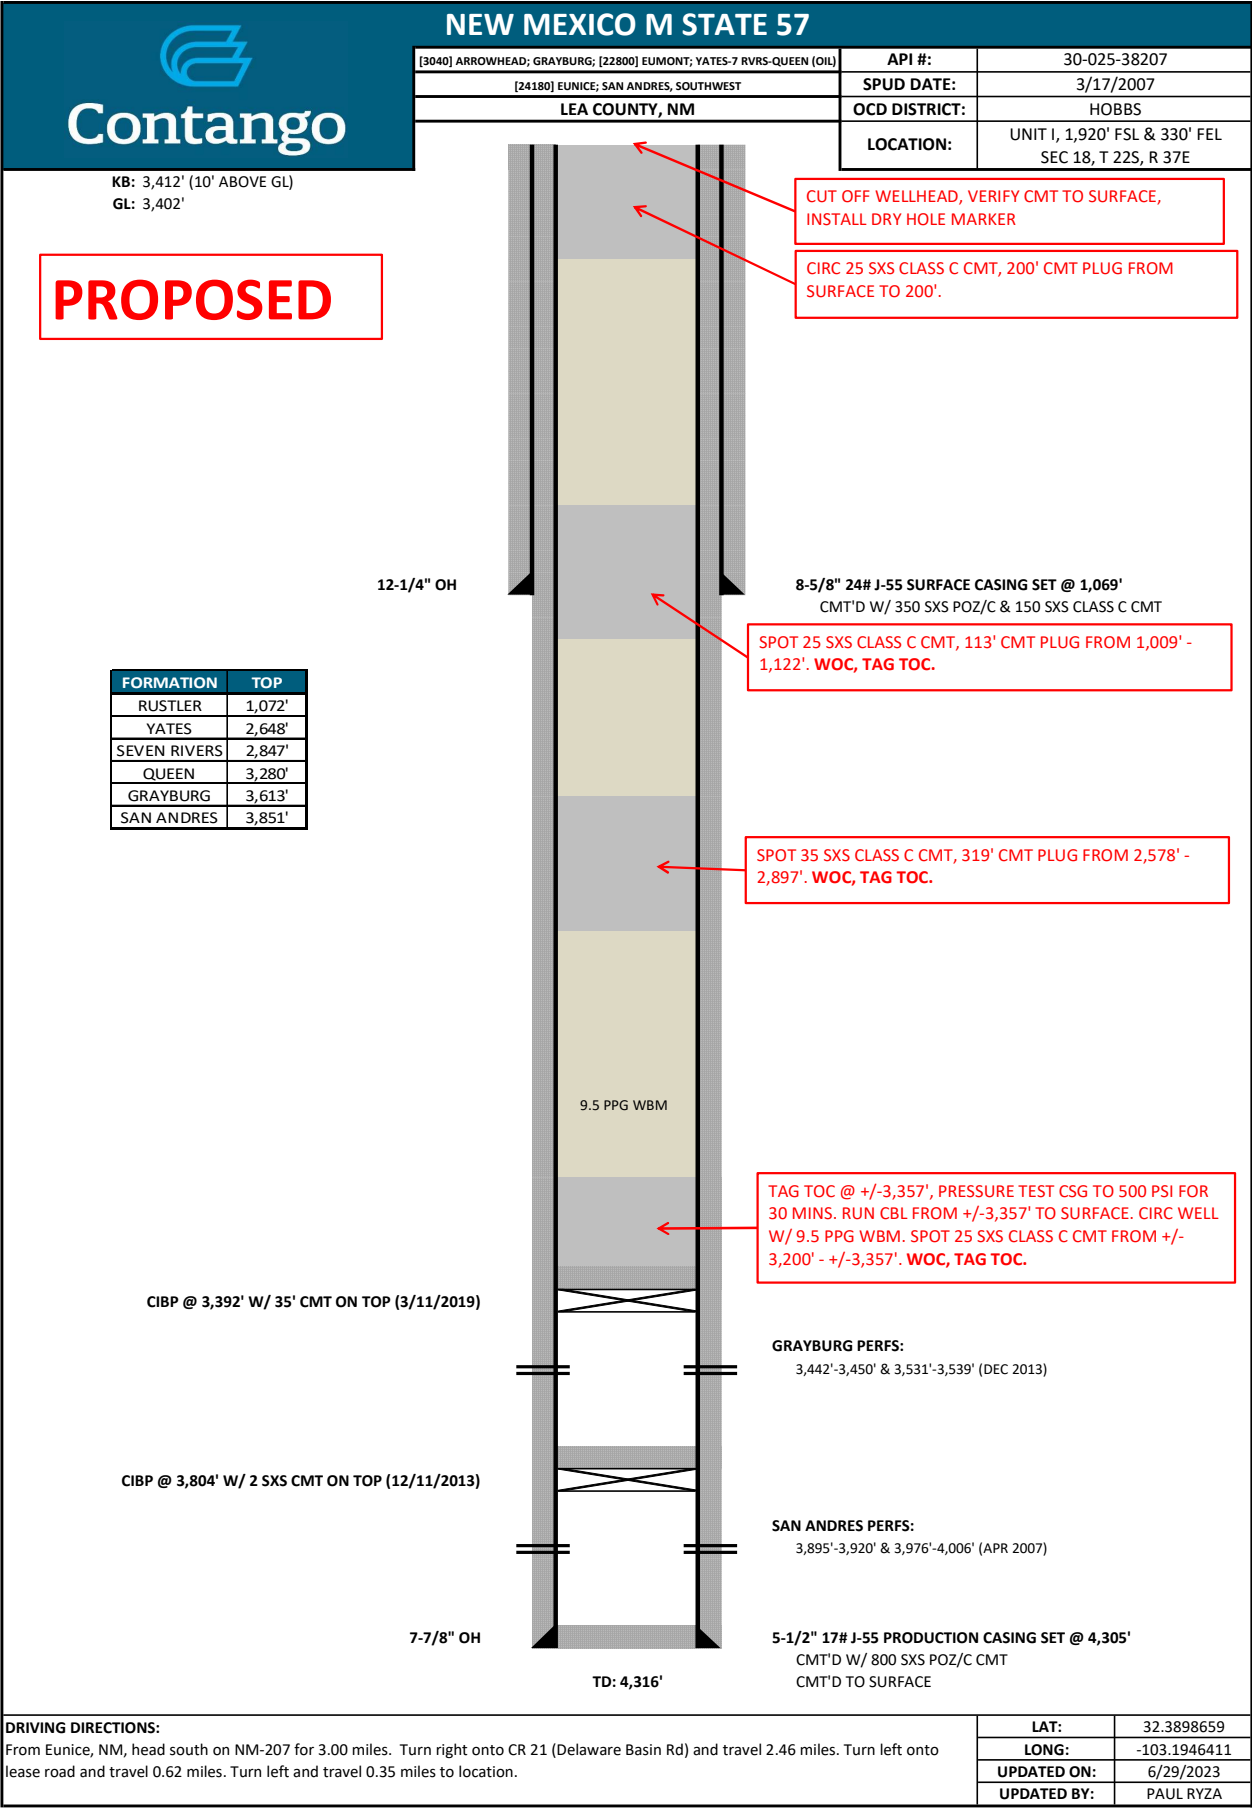 Contango
NEW MEXICO M STATE 57
[3040] ARROWHEAD; GRAYBURG; [22800] EUMONT; YATES-7 RVRS-QUEEN (OIL)
[24180] EUNICE; SAN ANDRES, SOUTHWEST
LEA COUNTY, NM
API #: 30-025-38207
SPUD DATE: 3/17/2007
OCD DISTRICT: HOBBS
LOCATION: UNIT I, 1,920' FSL & 330' FEL
SEC 18, T 22S, R 37E
KB: 3,412' (10' ABOVE GL)
GL: 3,402'
PROPOSED
CUT OFF WELLHEAD, VERIFY CMT TO SURFACE,
INSTALL DRY HOLE MARKER
CIRC 25 SXS CLASS C CMT, 200' CMT PLUG FROM
SURFACE TO 200'.
12-1/4" OH
8-5/8" 24# J-55 SURFACE CASING SET @ 1,069'
CMT'D W/ 350 SXS POZ/C & 150 SXS CLASS C CMT
SPOT 25 SXS CLASS C CMT, 113' CMT PLUG FROM 1,009' -
1,122'. WOC, TAG TOC.
FORMATION TOP
RUSTLER 1,072'
YATES 2,648'
SEVEN RIVERS 2,847'
QUEEN 3,280'
GRAYBURG 3,613'
SAN ANDRES 3,851'
SPOT 35 SXS CLASS C CMT, 319' CMT PLUG FROM 2,578' -
2,897'. WOC, TAG TOC.
9.5 PPG WBM
TAG TOC @ +/-3,357', PRESSURE TEST CSG TO 500 PSI FOR
30 MINS. RUN CBL FROM +/-3,357' TO SURFACE. CIRC WELL
W/ 9.5 PPG WBM. SPOT 25 SXS CLASS C CMT FROM +/-
3,200' - +/-3,357'. WOC, TAG TOC.
CIBP @ 3,392' W/ 35' CMT ON TOP (3/11/2019)
GRAYBURG PERFS:
3,442'-3,450' & 3,531'-3,539' (DEC 2013)
CIBP @ 3,804' W/ 2 SXS CMT ON TOP (12/11/2013)
SAN ANDRES PERFS:
3,895'-3,920' & 3,976'-4,006' (APR 2007)
7-7/8" OH
5-1/2" 17# J-55 PRODUCTION CASING SET @ 4,305'
CMT'D W/ 800 SXS POZ/C CMT
CMT'D TO SURFACE
TD: 4,316'
DRIVING DIRECTIONS:
From Eunice, NM, head south on NM-207 for 3.00 miles. Turn right onto CR 21 (Delaware Basin Rd) and travel 2.46 miles. Turn left onto
lease road and travel 0.62 miles. Turn left and travel 0.35 miles to location.
LAT: 32.3898659
LONG: -103.1946411
UPDATED ON: 6/29/2023
UPDATED BY: PAUL RYZA